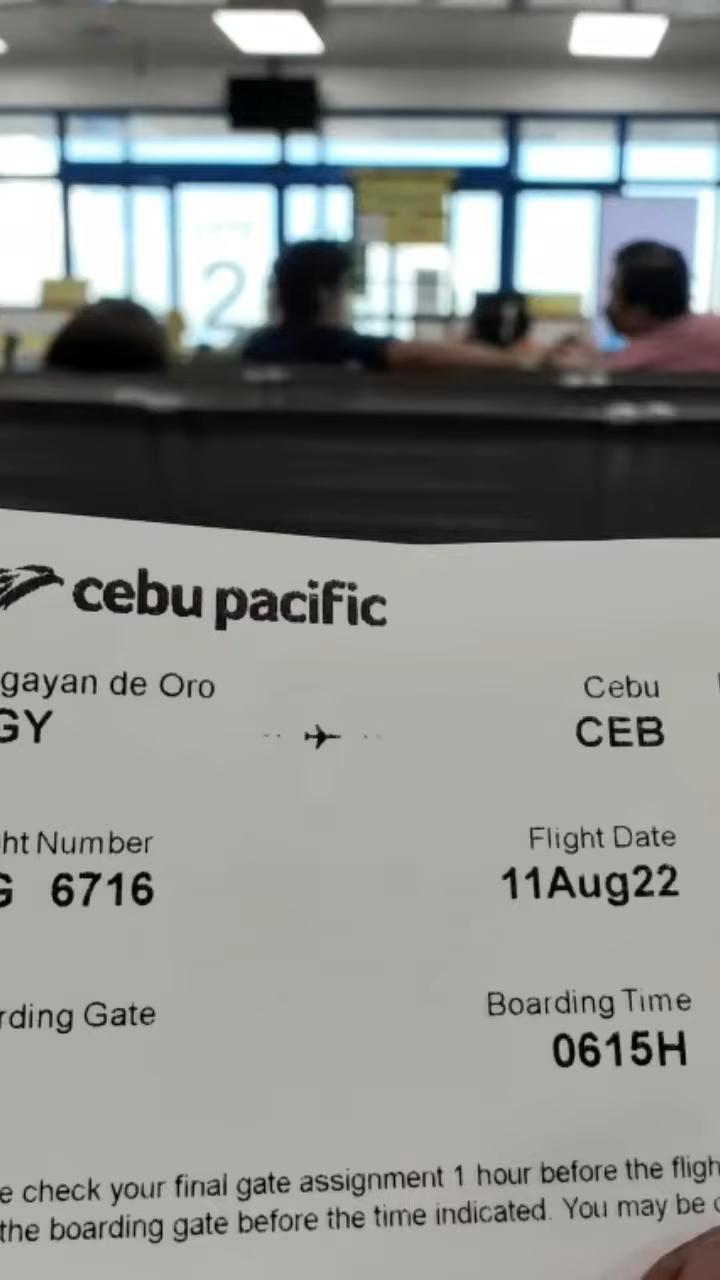 2
cebu pacific
gayan de Oro
Cebu
GY
CEB
ht Number
Flight Date
G 6716
11Aug22
rding Gate
Boarding Time
0615H
e check your final gate assignment 1 hour before the fligh
the boarding gate before the time indicated. You may be